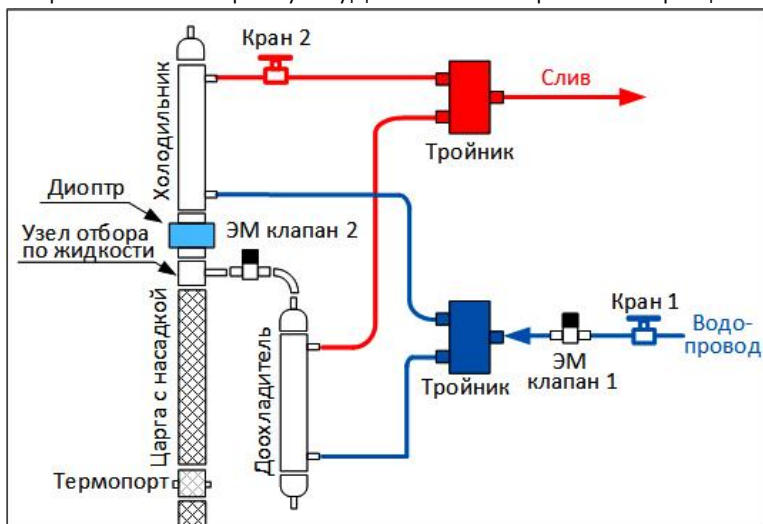 Кран 2
Слив
Тройник
Холодильник
Диоптр
ЭМ клапан 2
Узел отбора
по жидкости
Кран 1
Водо-
провод
ЭМ
клапан 1
Тройник
Царга с насадкой
Доохладитель
Термопорт